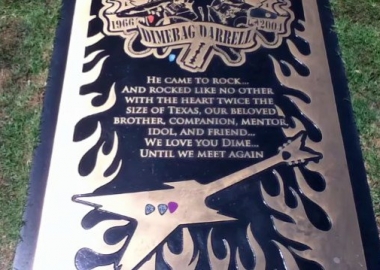 1966 2004
DIMEBAG DARRELL
HE CAME TO ROCK...
AND ROCKED LIKE NO OTHER
WITH THE HEART TWICE THE
SIZE OF TEXAS, OUR BELOVED
BROTHER, COMPANION, MENTOR,
IDOL, AND FRIEND...
WE LOVE YOU DIME...
UNTIL WE MEET AGAIN